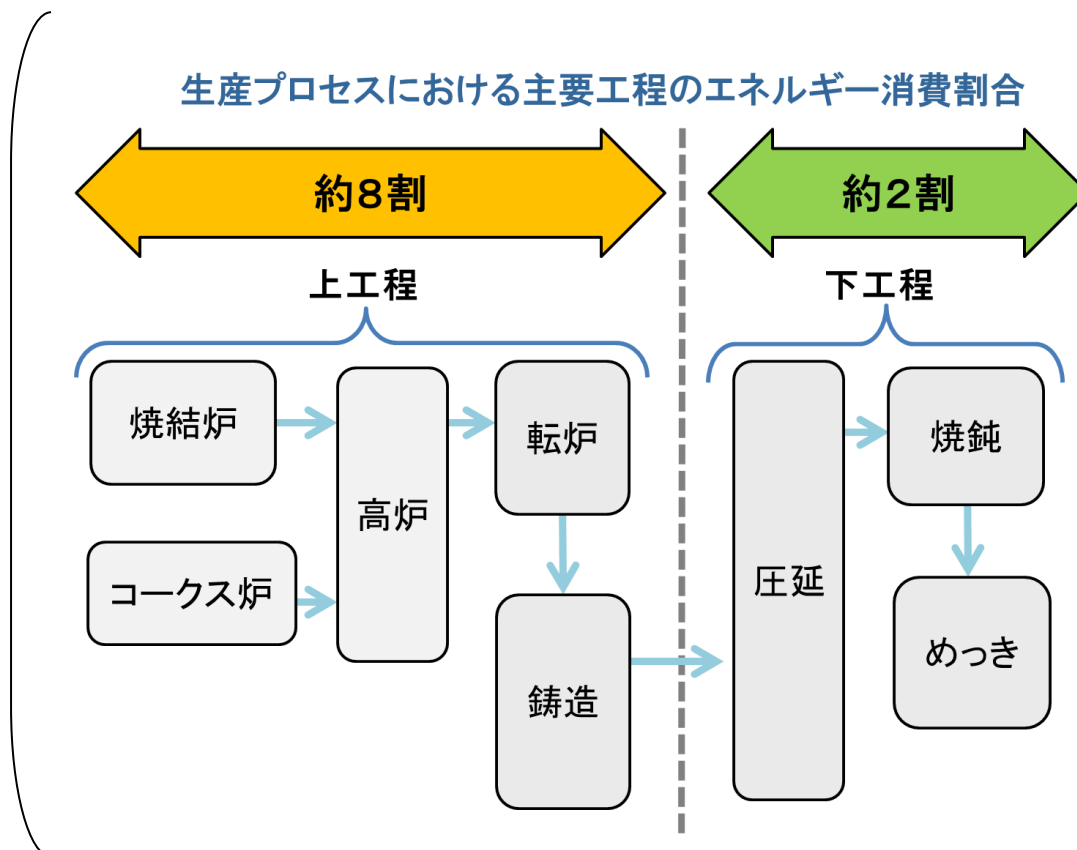 生産プロセスにおける主要工程のエネルギー消費割合
約8割
約2割
上工程
下工程
焼結炉
コークス炉
高炉
転炉
鋳造
圧延
焼鈍
めっき